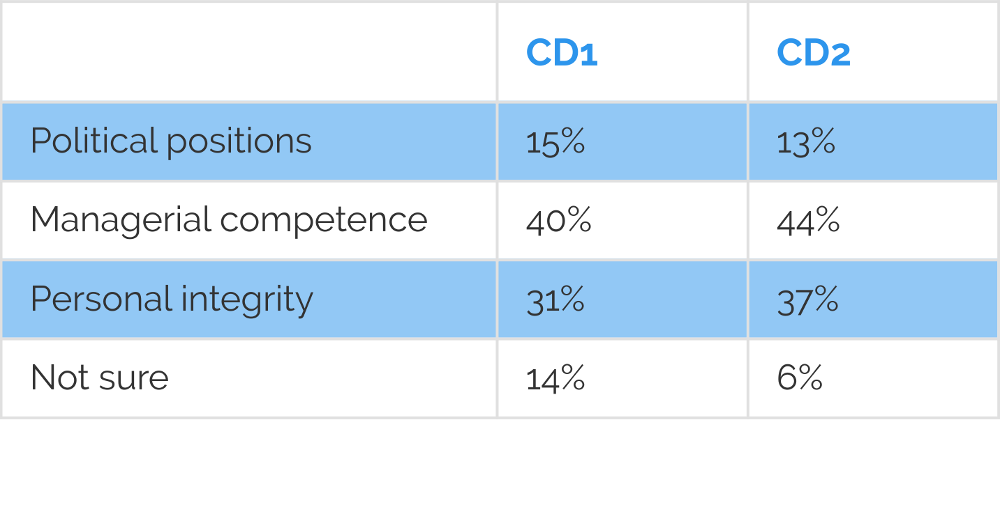 CD1 CD2
Political positions 15% 13%
Managerial competence 40% 44%
Personal integrity 31% 37%
Not sure 14% 6%